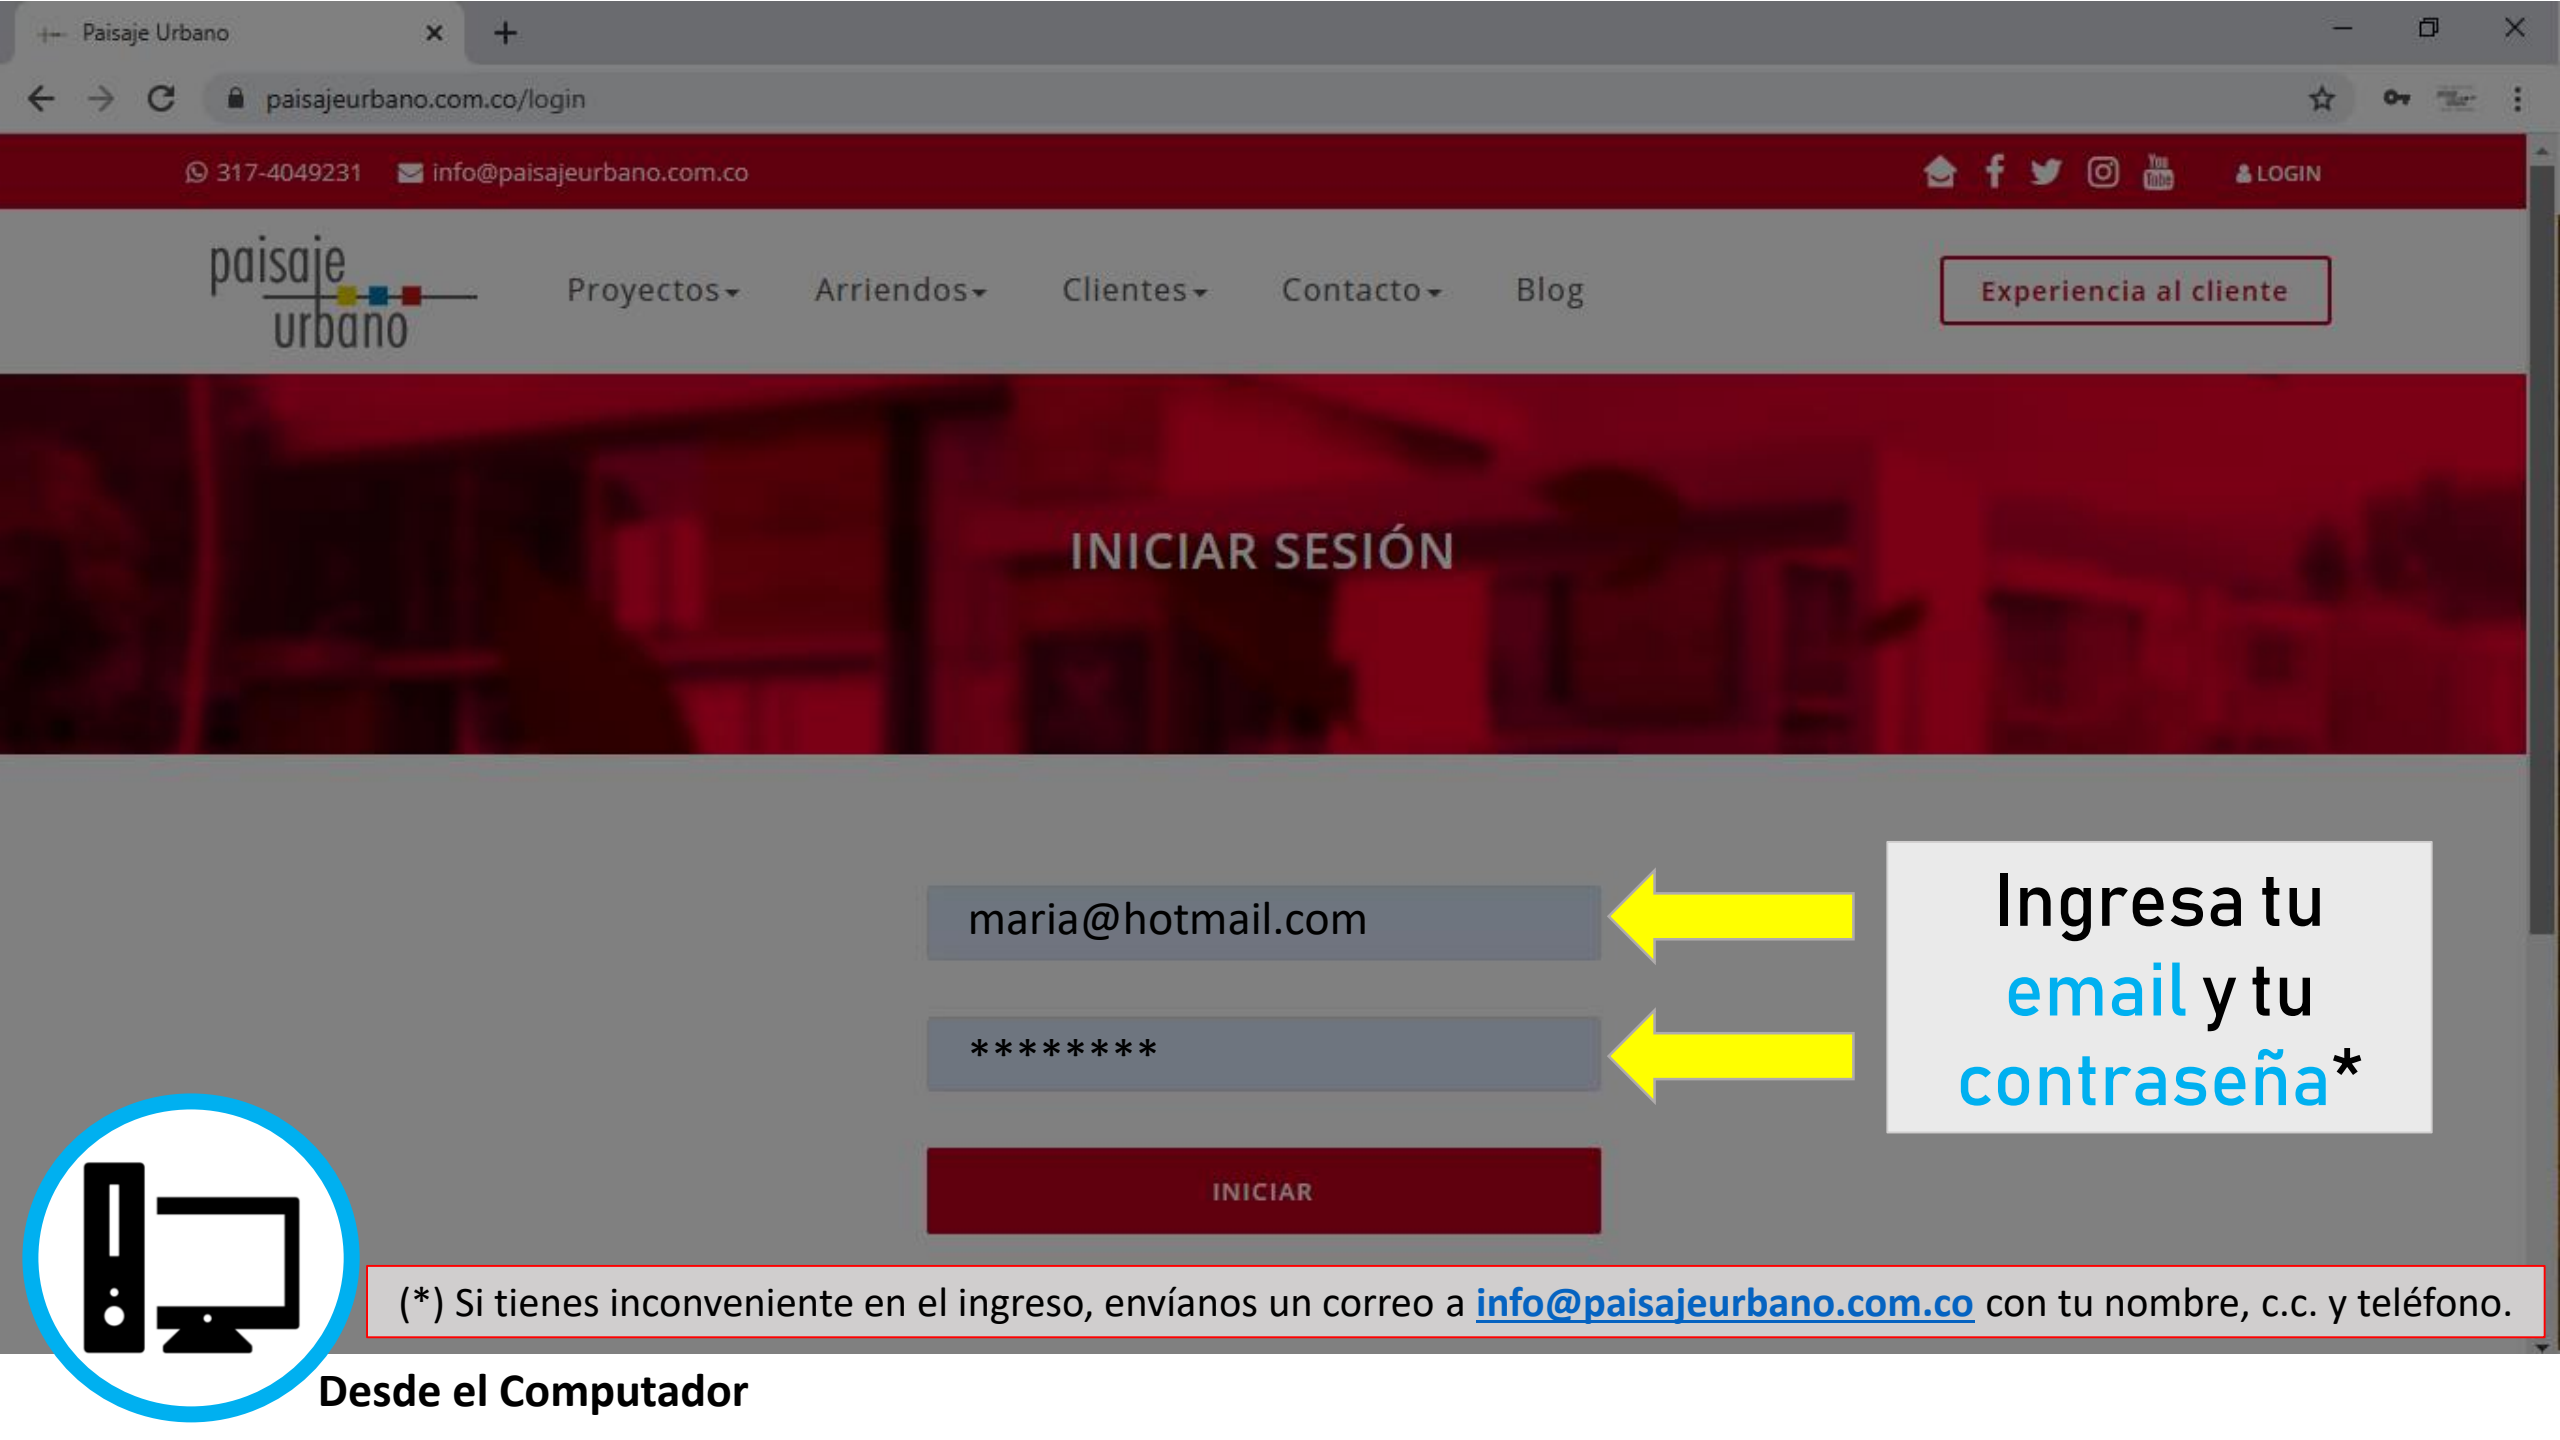 Paisaje Urbano
paisajeurbano.com.co/login
317-4049231 info@paisajeurbano.com.co You Tube LOGIN
paisaje urbano
Proyectos Arriendos Clientes Contacto Blog Experiencia al cliente
INICIAR SESIÓN
maria@hotmail.com
********
INICIAR
Ingresa tu
email y tu
contraseña*
(*) Si tienes inconveniente en el ingreso, envíanos un correo a info@paisajeurbano.com.co con tu nombre, c.c. y teléfono.
Desde el Computador